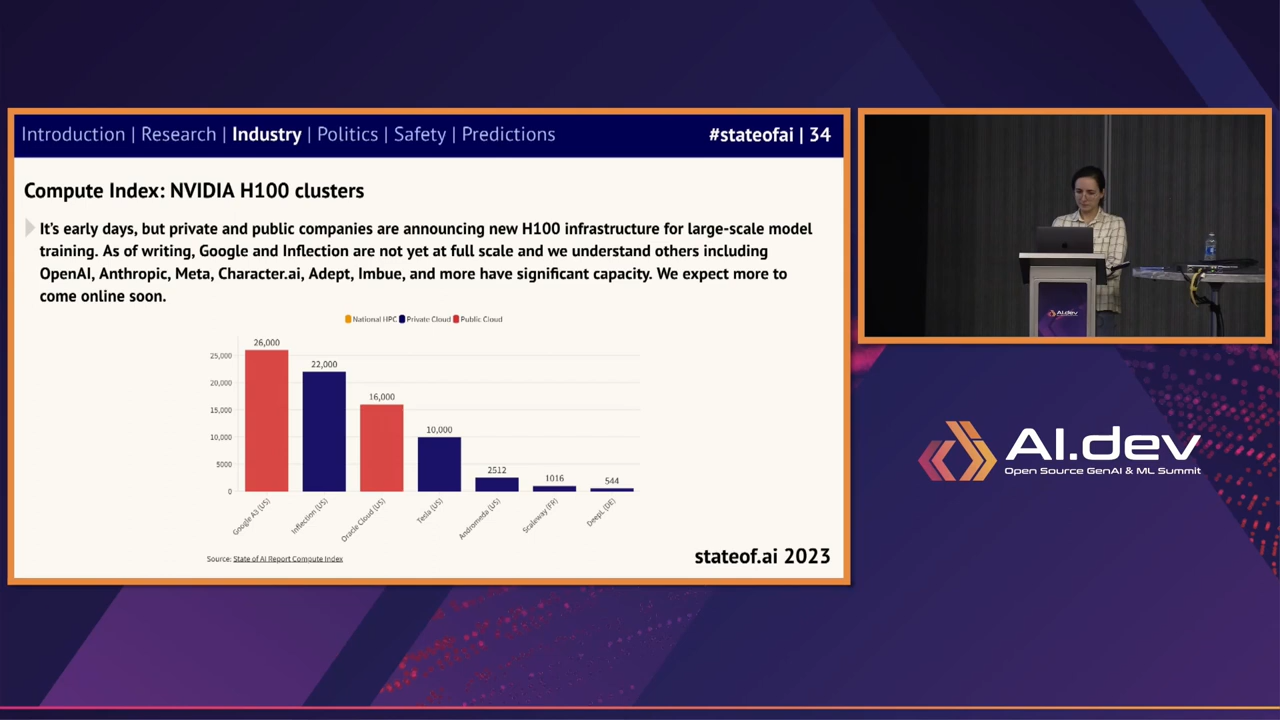 Introduction | Research | Industry | Politics | Safety | Predictions
#stateofai | 34
Compute Index: NVIDIA H100 clusters
It's early days, but private and public companies are announcing new H100 infrastructure for large-scale model
training. As of writing, Google and Inflection are not yet at full scale and we understand others including
OpenAI, Anthropic, Meta, Character.ai, Adept, Imbue, and more have significant capacity. We expect more to
come online soon.
National HPC Private Cloud Public Cloud
26,000
22,000
16,000
10,000
2512
1016
544
25,000
20,000
15,000
10,000
5000
0
Google A3 (US)
Inflection (US)
Oracle Cloud (US)
Tesla (US)
Andromeda (US)
Scaleway (FR)
DeepL (DE)
Source: State of AI Report Compute Index
stateof.ai 2023
AI.dev
AI.dev
Open Source GenAI & ML Summit